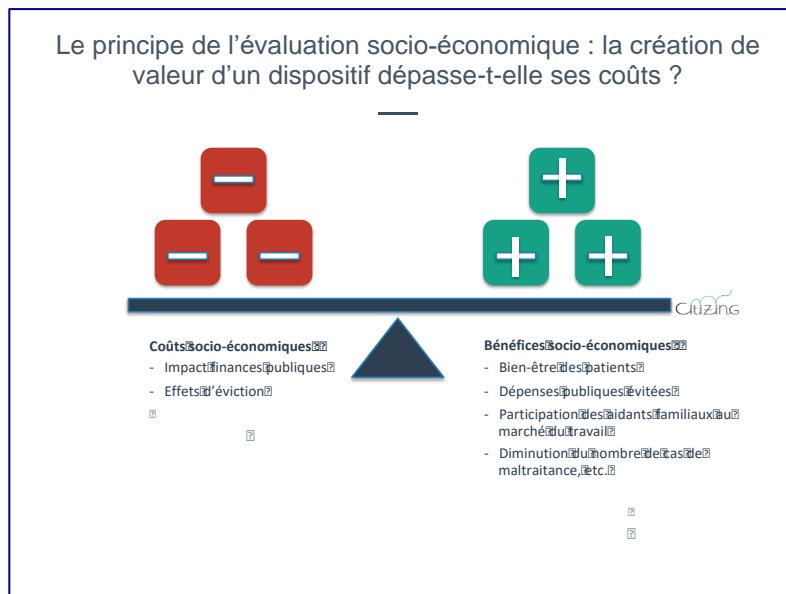 Le principe de l’évaluation socio-économique : la création de
valeur d’un dispositif dépasse-t-elle ses coûts ?
Citizing
Coûts socio-économiques
- Impact finances publiques
- Effets d’éviction
Bénéfices socio-économiques
- Bien-être des patients
- Dépenses publiques évitées
- Participation des aidants familiaux au
marché du travail
- Diminution du nombre de cas de
maltraitance, etc.